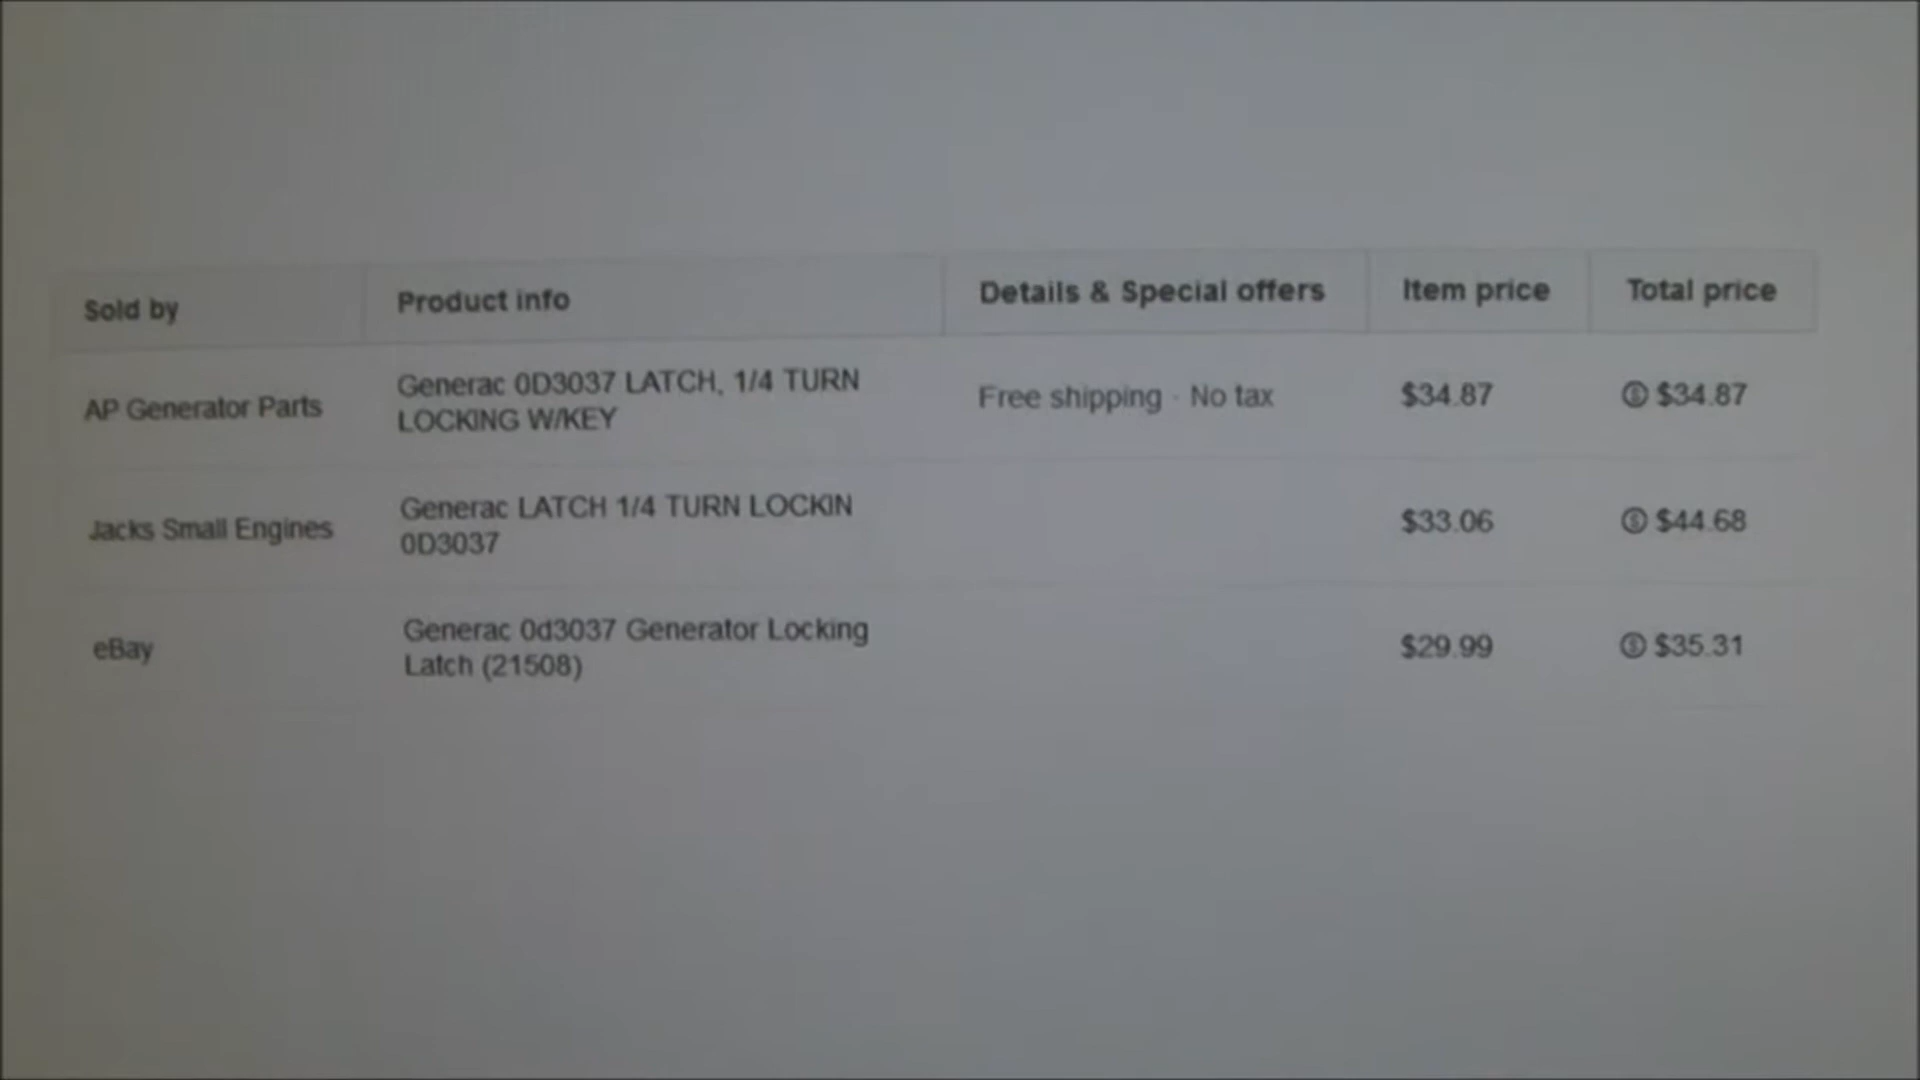 Sold by Product info Details & Special offers Item price Total price
AP Generator Parts Generac 0D3037 LATCH, 1/4 TURN Free shipping · No tax $34.87 $34.87
LOCKING W/KEY
Jacks Small Engines Generac LATCH 1/4 TURN LOCKIN $33.06 $44.68
0D3037
eBay Generac 0d3037 Generator Locking $29.99 $35.31
Latch (21508)